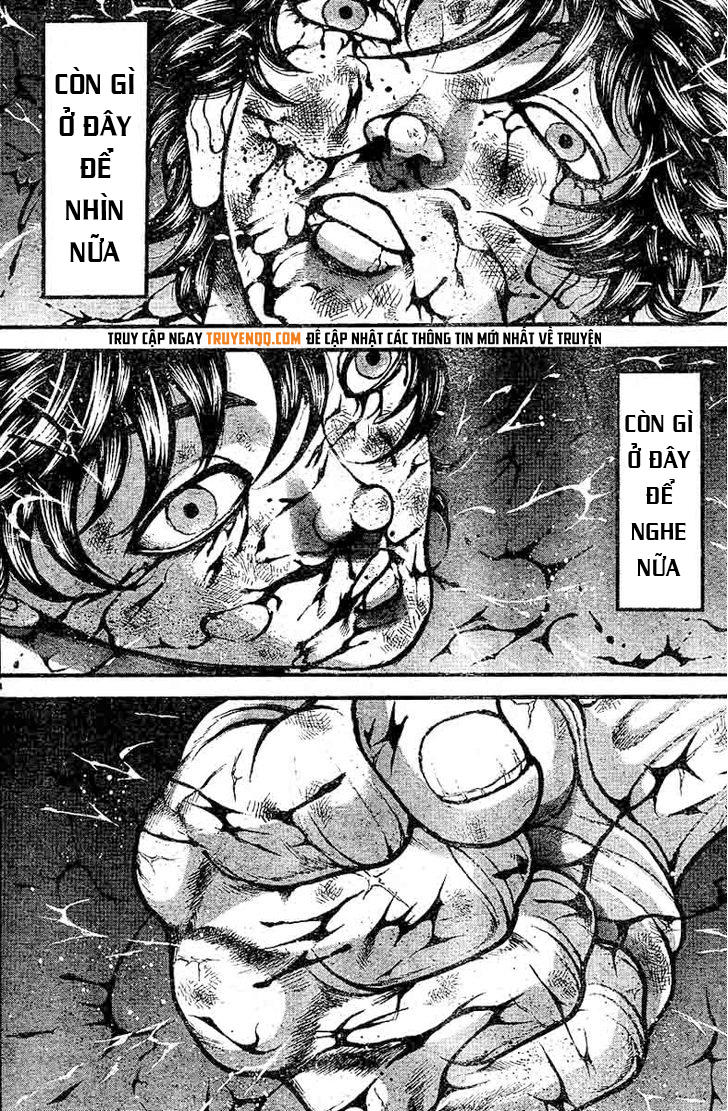 CÒN GÌ
Ở ĐÂY
ĐỂ
NHÌN
NỮA
TRUY CẬP NGAY TRUYENQQ.COM ĐỂ CẬP NHẬT CÁC THÔNG TIN MỚI NHẤT VỀ TRUYỆN
CÒN GÌ
Ở ĐÂY
ĐỂ
NGHE
NỮA